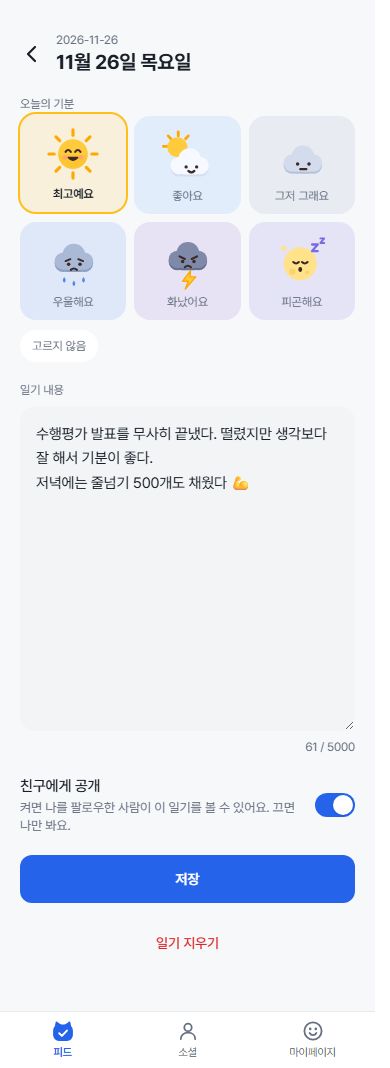 2026-11-26
11월 26일 목요일
오늘의 기분
최고예요
좋아요
그저 그래요
우울해요
화났어요
피곤해요
고르지 않음
일기 내용
수행평가 발표를 무사히 끝냈다. 떨렸지만 생각보다
잘 해서 기분이 좋다.
저녁에는 줄넘기 500개도 채웠다 💪
61 / 5000
친구에게 공개
켜면 나를 팔로우한 사람이 이 일기를 볼 수 있어요. 끄면
나만 봐요.
저장
일기 지우기
피드
소셜
마이페이지